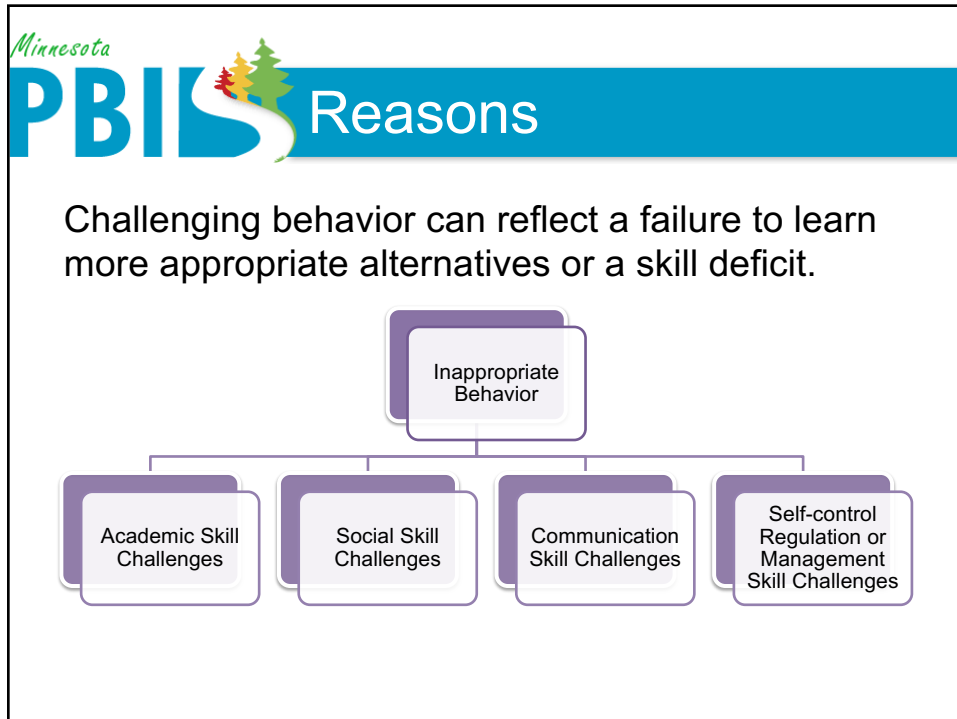 Minnesota
PBIS Reasons
Challenging behavior can reflect a failure to learn
more appropriate alternatives or a skill deficit.
Inappropriate
Behavior
Academic Skill
Challenges
Social Skill
Challenges
Communication
Skill Challenges
Self-control
Regulation or
Management
Skill Challenges